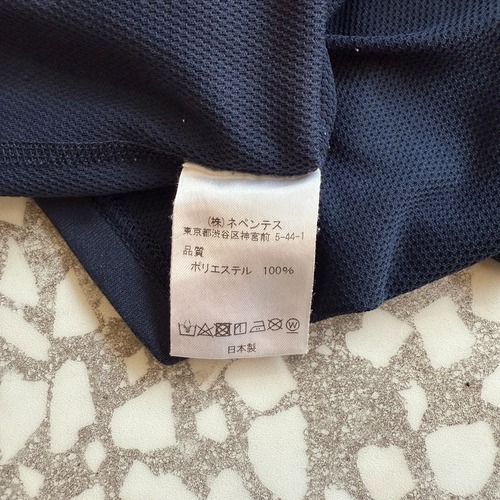 (株)ネペンテス
東京都渋谷区神宮前 5-44-1
品質
ポリエステル 100%
日本製